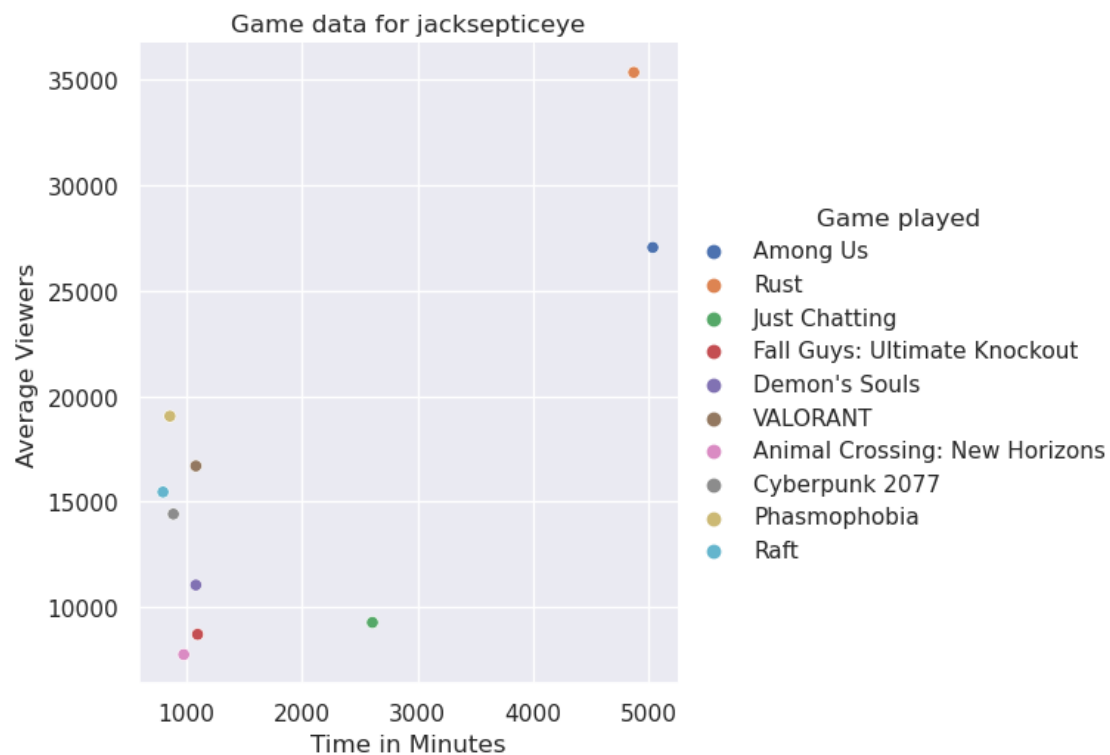 Game data for jacksepticeye
35000
30000
25000
20000
15000
10000
Average Viewers
1000 2000 3000 4000 5000
Time in Minutes
Game played
Among Us
Rust
Just Chatting
Fall Guys: Ultimate Knockout
Demon's Souls
VALORANT
Animal Crossing: New Horizons
Cyberpunk 2077
Phasmophobia
Raft